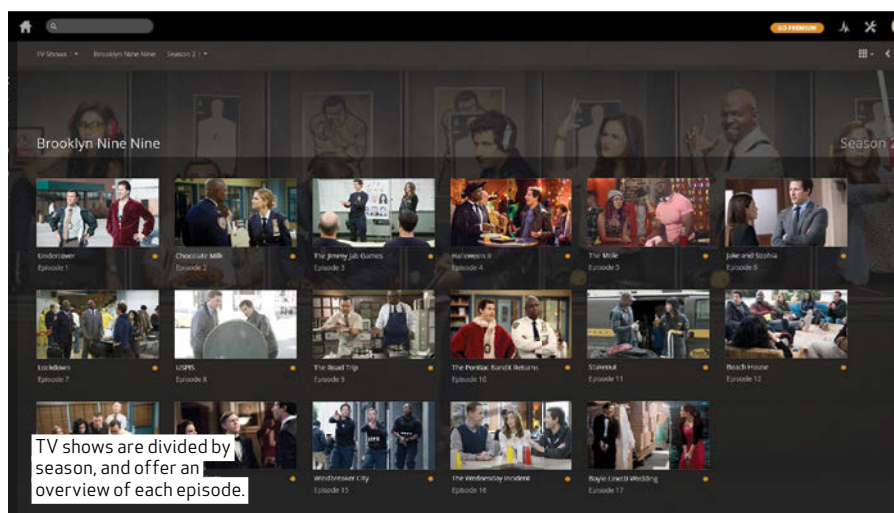 GO PREMIUM
TV Shows
Brooklyn Nine Nine
Season 2
Brooklyn Nine Nine
Season 2
Undercover
Chocolate Milk
The Jimmy Jab Games
Halloween II
The Mole
Jake and Sophia
Episode 1
Episode 2
Episode 3
Episode 4
Episode 5
Episode 6
Lockdown
USPIS
The Road Trip
The Pontiac Bandit Returns
Stakeout
Beach House
Episode 7
Episode 8
Episode 9
Episode 10
Episode 11
Episode 12
Windbreaker City
The Wednesday Incident
Boyle-Linetti Wedding
Episode 15
Episode 16
Episode 17
TV shows are divided by
season, and offer an
overview of each episode.